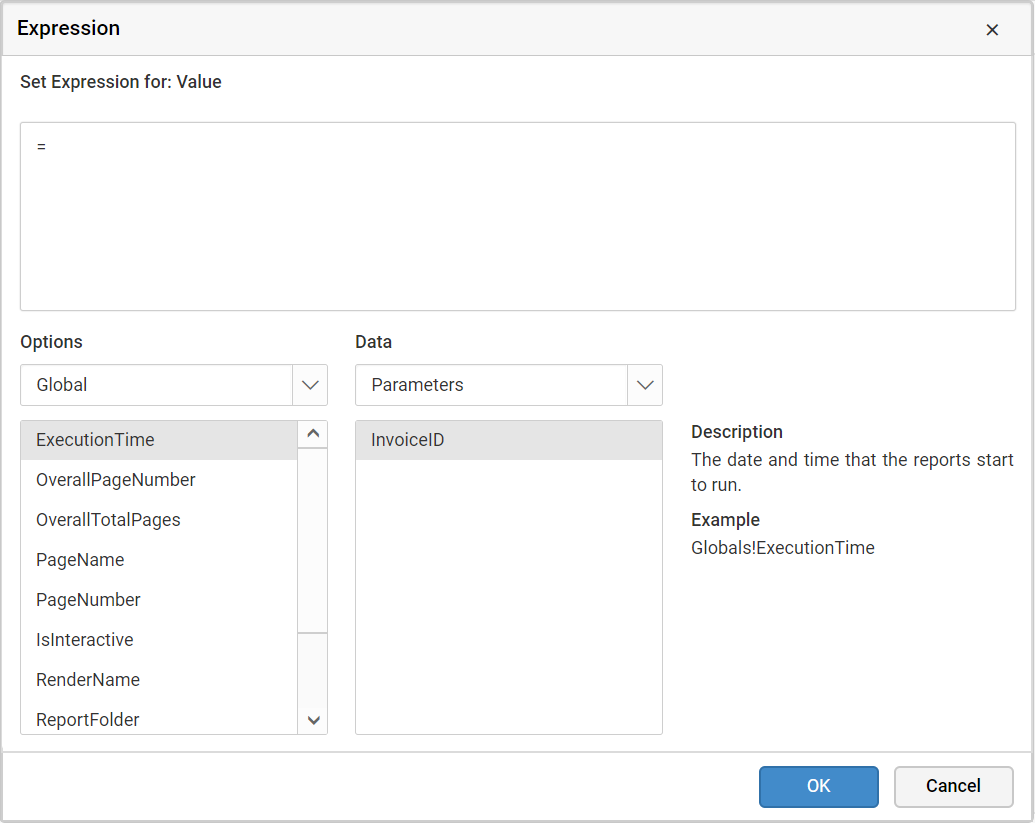 Expression
Set Expression for: Value
=
Options
Data
Global
Parameters
ExecutionTime
OverallPageNumber
OverallTotalPages
PageName
PageNumber
IsInteractive
RenderName
ReportFolder
InvoiceID
Description
The date and time that the reports start
to run.
Example
Globals!ExecutionTime
OK
Cancel